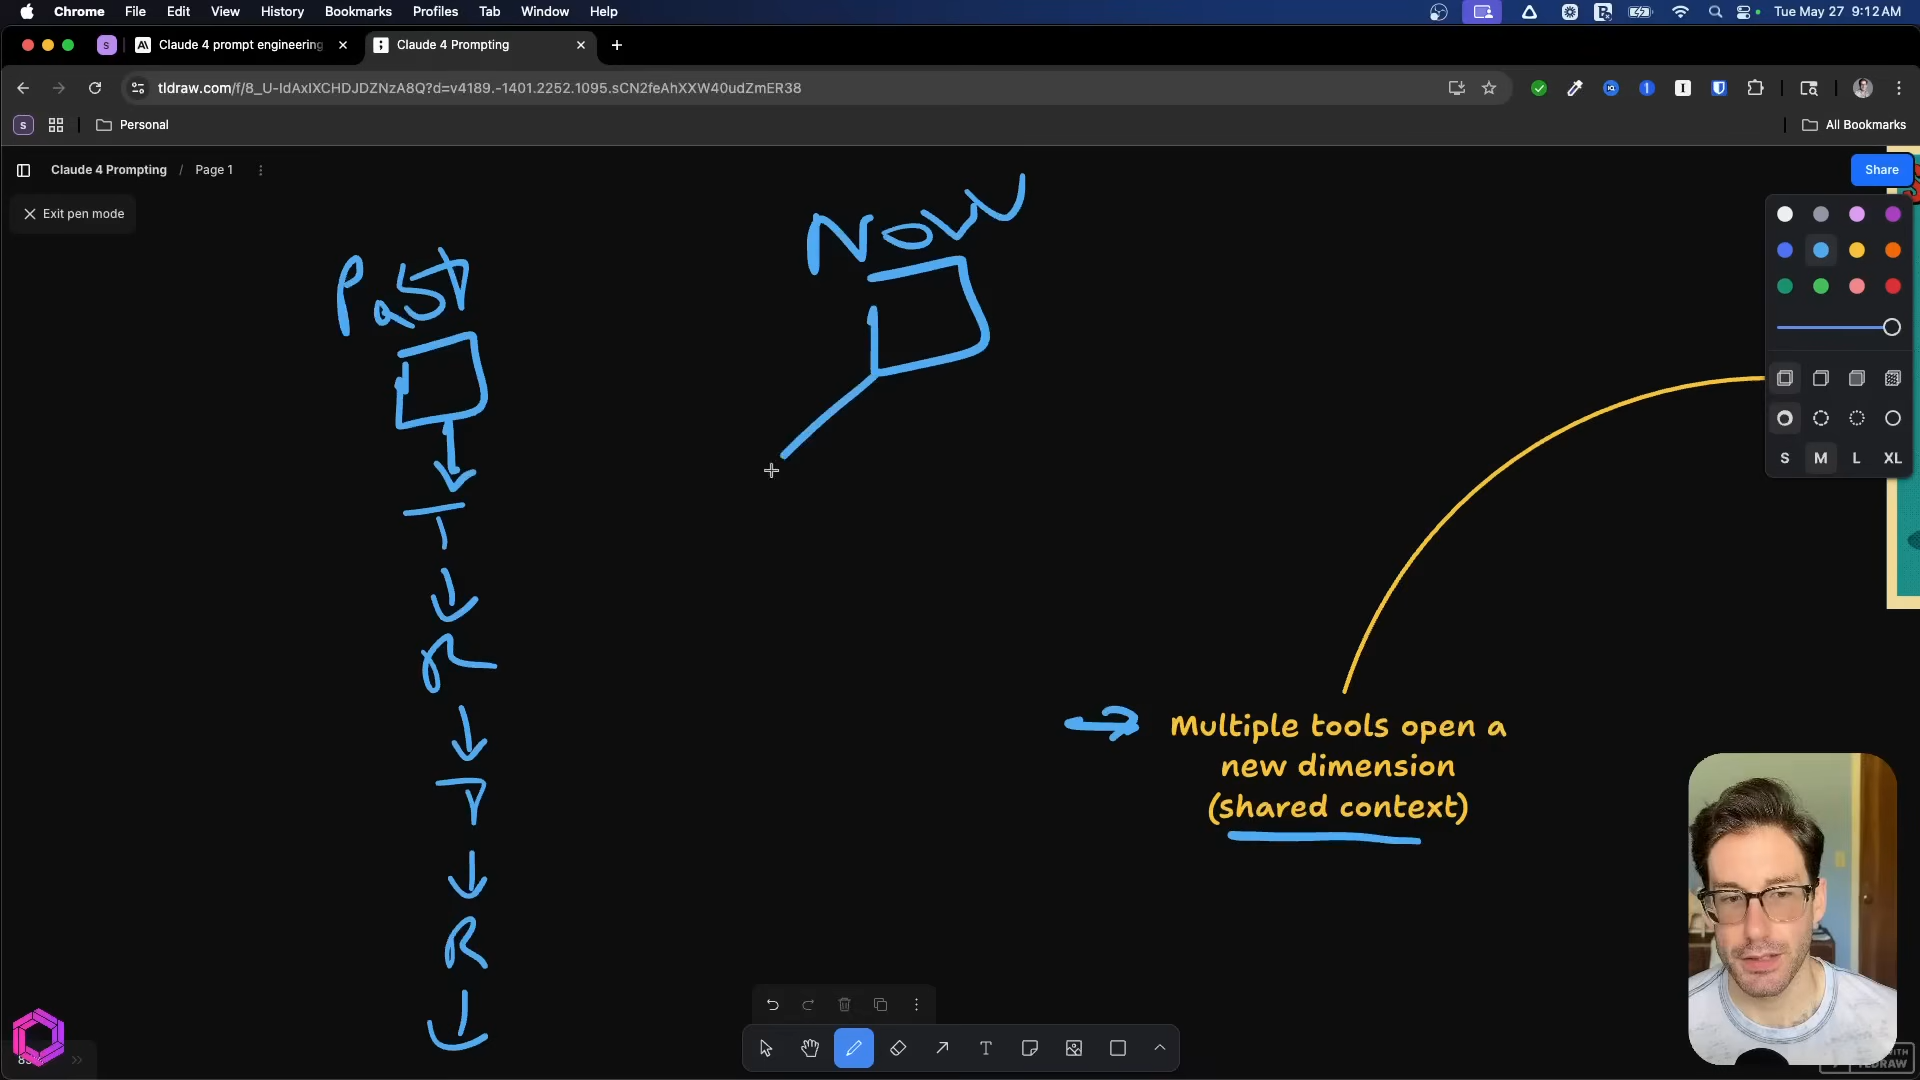 Chrome File Edit View History Bookmarks Profiles Tab Window Help
Tue May 27 9:12 AM
S
Claude 4 prompt engineering
Claude 4 Prompting
tldraw.com/f/8_U-IdAxIXCHDJDZNzA8Q?d=v4189.-1401.2252.1095.sCN2feAhXXW40udZmER38
S
Personal
All Bookmarks
Claude 4 Prompting / Page 1
Share
Exit pen mode
Past
Now
T
R
T
R
S M L XL
Multiple tools open a
new dimension
(shared context)